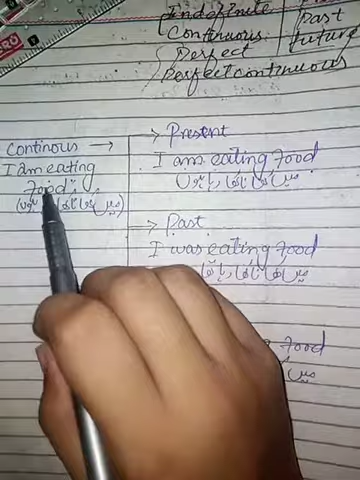 Indefinite
Continuous
Perfect
Perfect continuous
Past
future
Continous → → Present
I am eating
Food
I am eating Food
میں کھانا کھا رہا ہوں
→ Past
I was eating Food
میں کھانا کھا رہا تھا
Food
میں